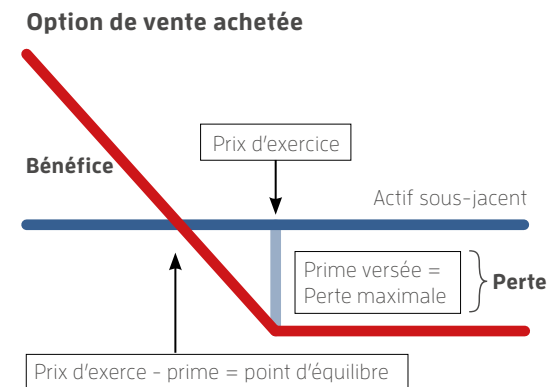 Option de vente achetée
Prix d'exercice
Bénéfice
Actif sous-jacent
Prime versée =
Perte maximale
Perte
Prix d'exerce - prime = point d'équilibre